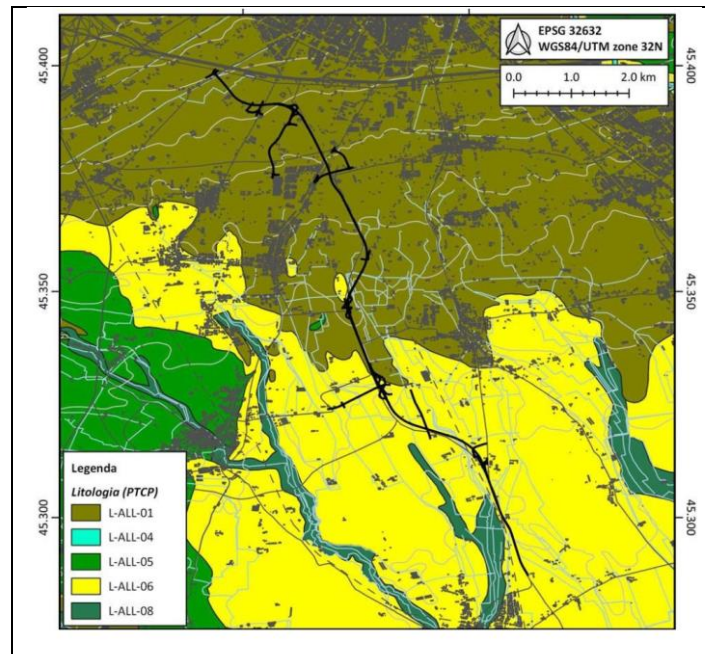 EPSG 32632
WGS84/UTM zone 32N
0.0 1.0 2.0 km
45.400
45.400
45.350
45.350
45.300
45.300
Legenda
Litologia (PTCP)
L-ALL-01
L-ALL-04
L-ALL-05
L-ALL-06
L-ALL-08